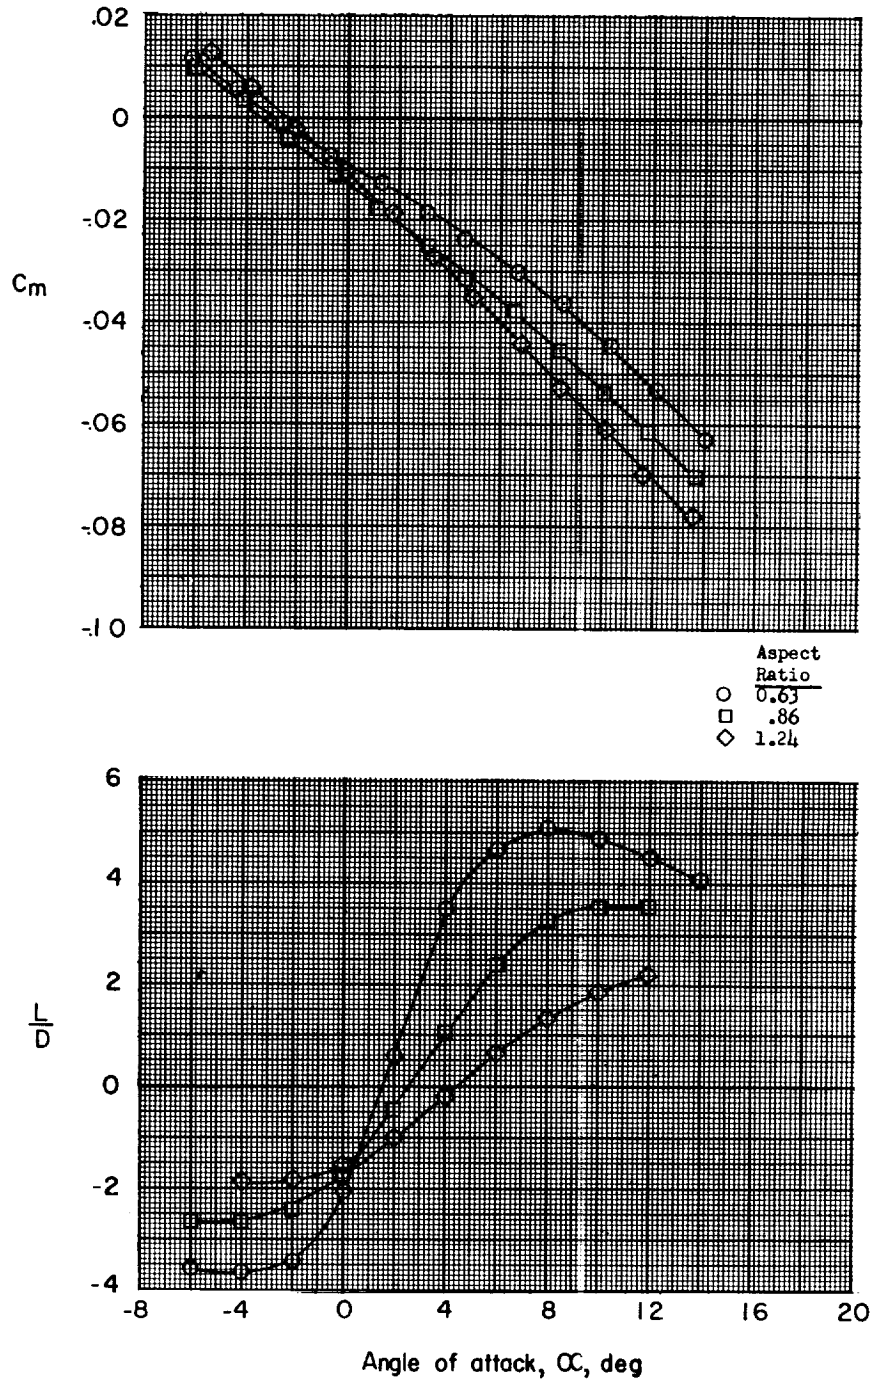 .02
0
-.02
-.04
-.06
-.08
-.10
Cm
Aspect
Ratio
0.63
.86
1.24
6
4
2
0
-2
-4
L
D
-8 -4 0 4 8 12 16 20
Angle of attack, α, deg